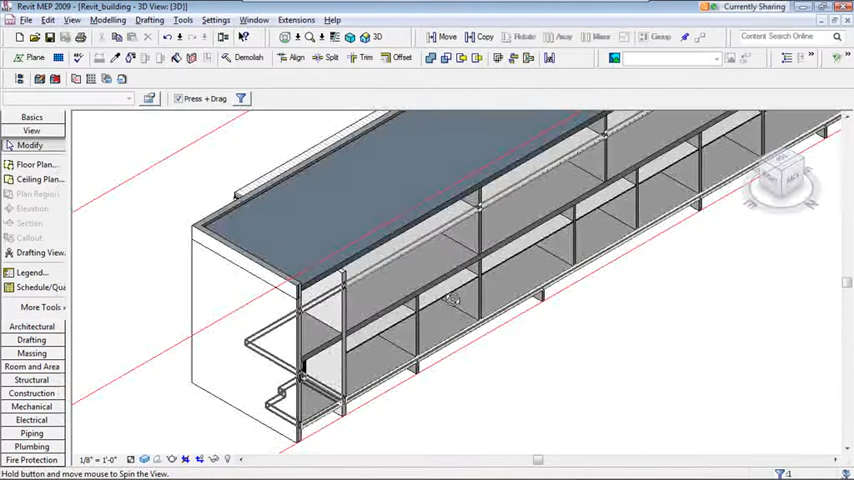 Revit MEP 2009 - [Revit_building - 3D View: {3D}]
Currently Sharing
File Edit View Modelling Drafting Tools Settings Window Extensions Help
3D Move Copy Rotate Array Mirror Group Content Search Online
Plane Demolish Align Split Trim Offset
Press + Drag
Basics
View
Modify
Floor Plan...
Ceiling Plan...
Plan Region
Elevation
Section
Callout
Drafting View...
Legend...
Schedule/Qua
More Tools
Architectural
Drafting
Massing
Room and Area
Structural
Construction
Mechanical
Electrical
Piping
Plumbing
Fire Protection
TOP
BACK
1/8" = 1'-0"
Hold button and move mouse to Spin the View.
:1